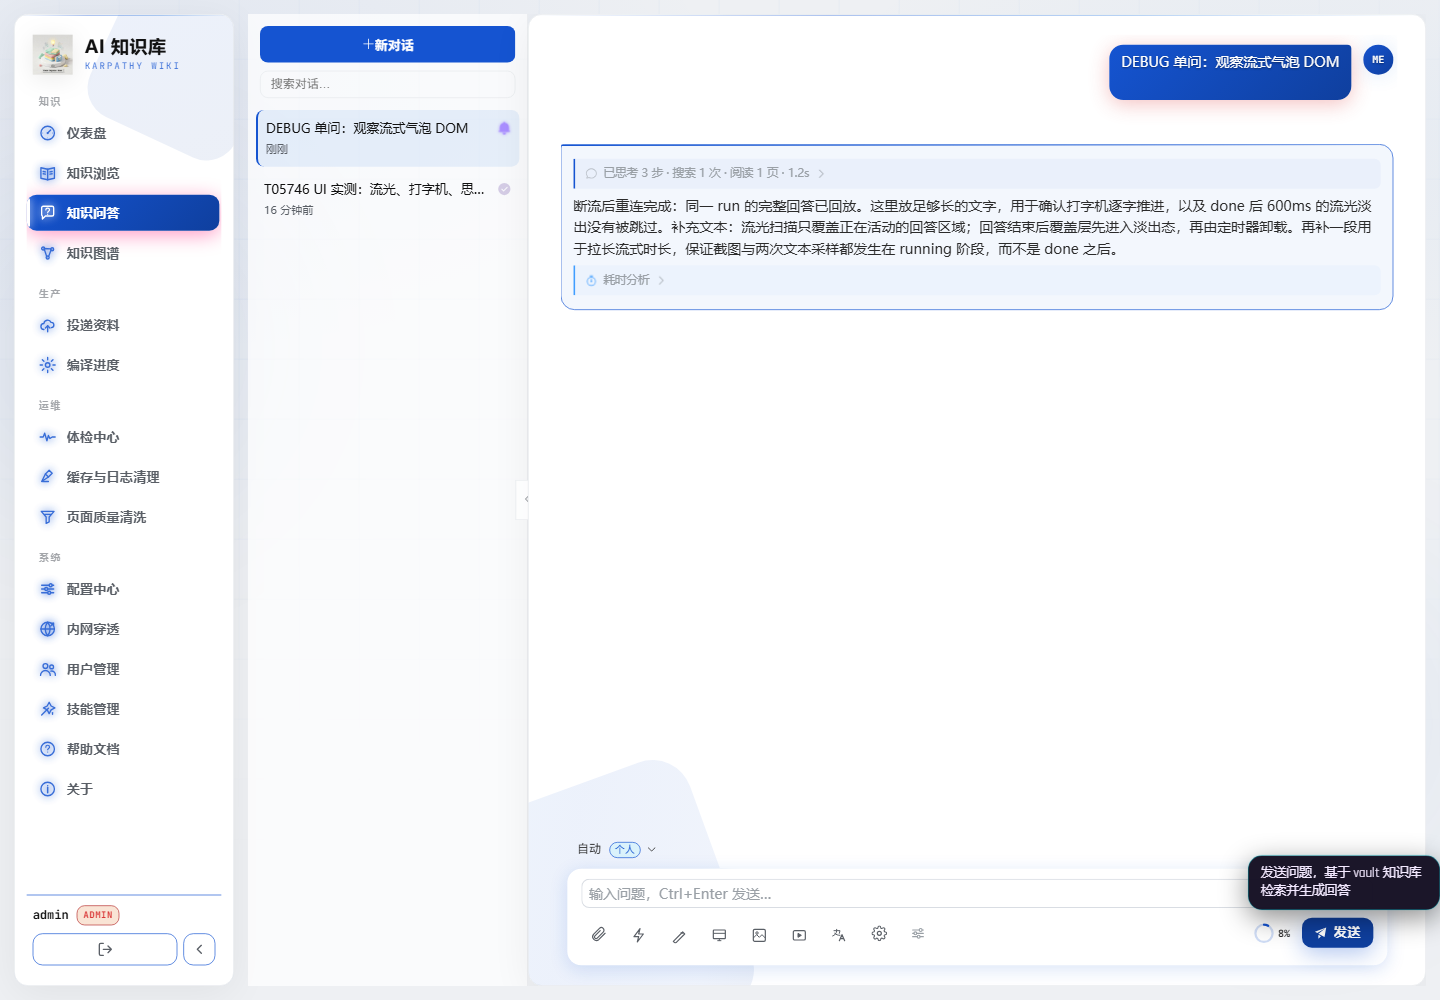 AI 知识库
KARPATHY WIKI
知识
仪表盘
知识浏览
知识问答
知识图谱
生产
投递资料
编译进度
运维
体检中心
缓存与日志清理
页面质量清洗
系统
配置中心
内网穿透
用户管理
技能管理
帮助文档
关于
admin ADMIN
+新对话
搜索对话...
DEBUG 单问：观察流式气泡 DOM
刚刚
T05746 UI 实测：流光、打字机、思...
16 分钟前
DEBUG 单问：观察流式气泡 DOM
ME
已思考 3 步 · 搜索 1 次 · 阅读 1 页 · 1.2s
断流后重连完成：同一 run 的完整回答已回放。这里放足够长的文字，用于确认打字机逐字推进，以及 done 后 600ms 的流光淡
出没有被跳过。补充文本：流光扫描只覆盖正在活动的回答区域；回答结束后覆盖层先进入淡出态，再由定时器卸载。再补一段用
于拉长流式时长，保证截图与两次文本采样都发生在 running 阶段，而不是 done 之后。
耗时分析
自动 个人
输入问题，Ctrl+Enter 发送...
发送问题，基于 vault 知识库
检索并生成回答
8%
发送